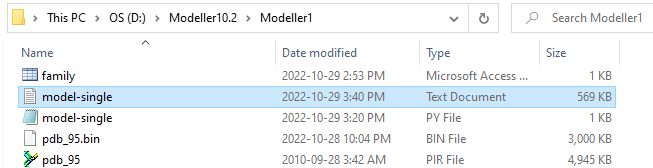 This PC > OS (D:) > Modeller10.2 > Modeller1 Search Modeller1
Name Date modified Type Size
family 2022-10-29 2:53 PM Microsoft Access ... 1 KB
model-single 2022-10-29 3:40 PM Text Document 569 KB
model-single 2022-10-29 3:20 PM PY File 1 KB
pdb_95.bin 2022-10-28 10:04 PM BIN File 3,000 KB
pdb_95 2010-09-28 3:42 AM PIR File 4,945 KB